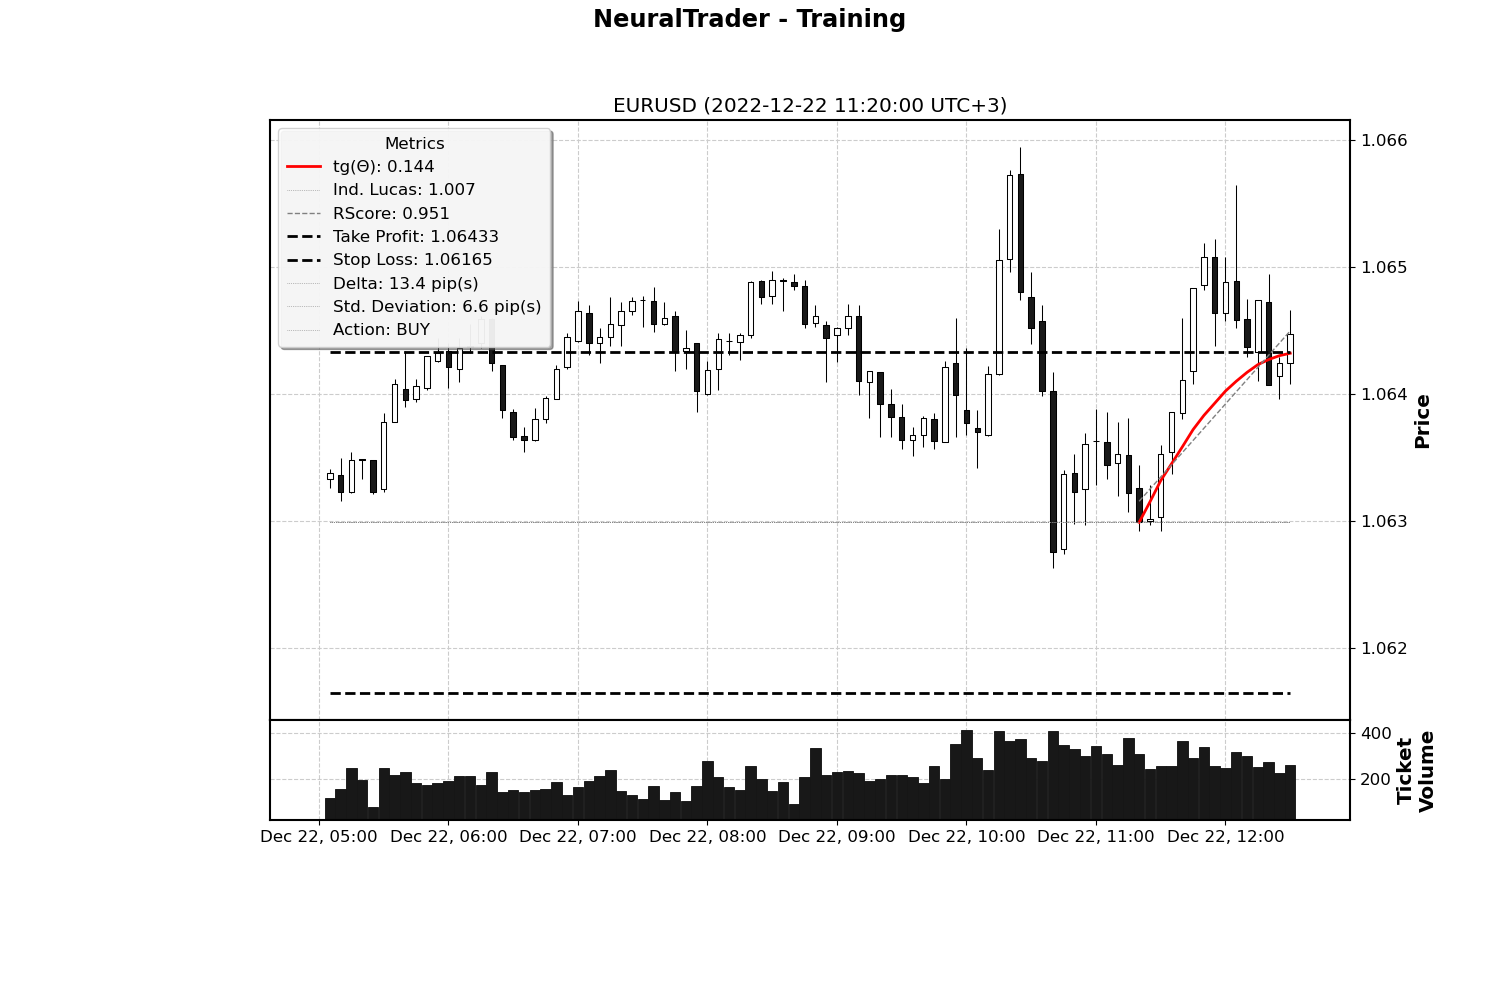 NeuralTrader - Training
EURUSD (2022-12-22 11:20:00 UTC+3)
Metrics
tg(Θ): 0.144
Ind. Lucas: 1.007
RScore: 0.951
Take Profit: 1.06433
Stop Loss: 1.06165
Delta: 13.4 pip(s)
Std. Deviation: 6.6 pip(s)
Action: BUY
1.066
1.065
1.064
1.063
1.062
Price
400
200
Ticket
Volume
Dec 22, 05:00
Dec 22, 06:00
Dec 22, 07:00
Dec 22, 08:00
Dec 22, 09:00
Dec 22, 10:00
Dec 22, 11:00
Dec 22, 12:00